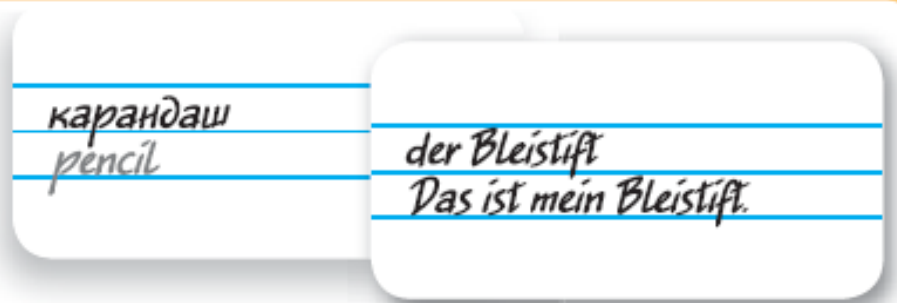 карандаш
pencil
der Bleistift
Das ist mein Bleistift.